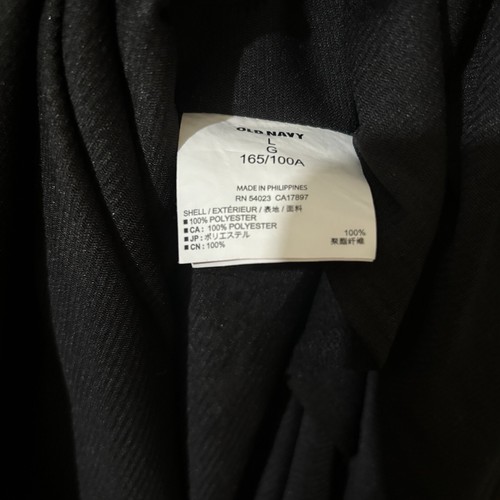 OLD NAVY
L
G
165/100A
MADE IN PHILIPPINES
RN 54023 CA17897
SHELL / EXTÉRIEUR / 表地 / 面料
■ 100% POLYESTER
■ CA : 100% POLYESTER
■ JP : ポリエステル 100%
■ CN : 100% 聚酯纤维